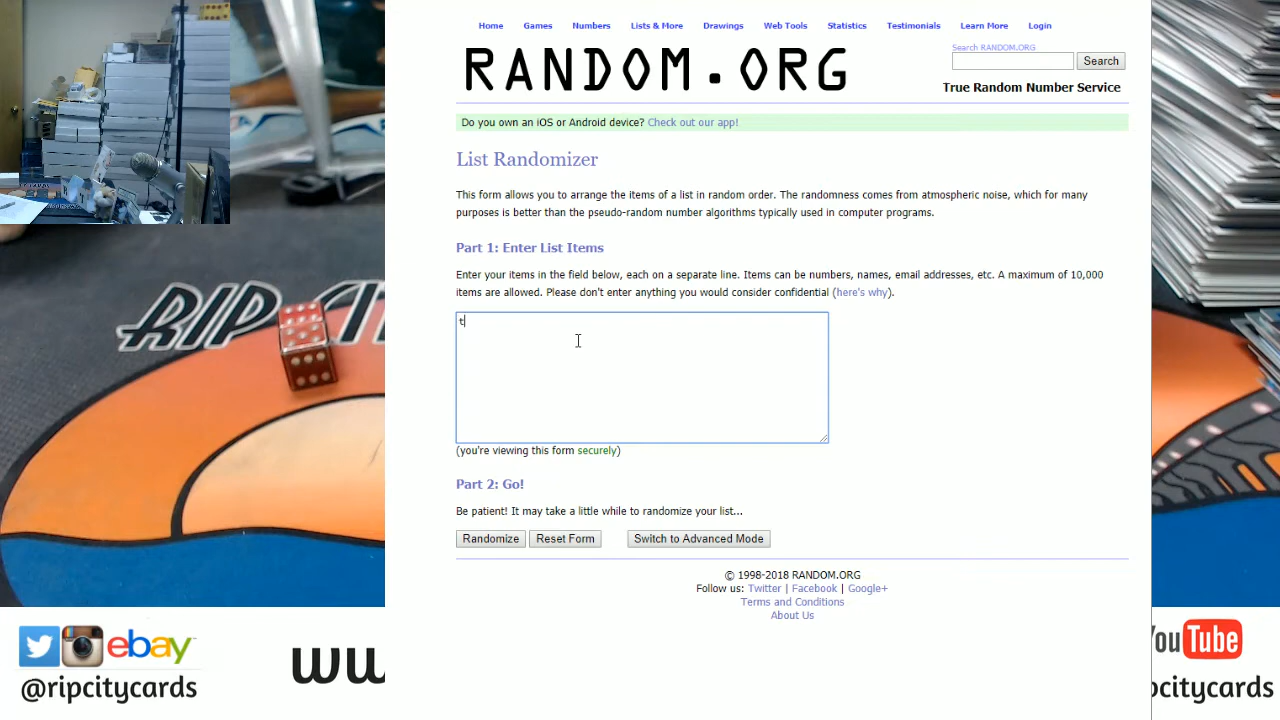 Home Games Numbers Lists & More Drawings Web Tools Statistics Testimonials Learn More Login
RANDOM.ORG
Search RANDOM.ORG
Search
True Random Number Service
Do you own an iOS or Android device? Check out our app!
List Randomizer
This form allows you to arrange the items of a list in random order. The randomness comes from atmospheric noise, which for many
purposes is better than the pseudo-random number algorithms typically used in computer programs.
Part 1: Enter List Items
Enter your items in the field below, each on a separate line. Items can be numbers, names, email addresses, etc. A maximum of 10,000
items are allowed. Please don't enter anything you would consider confidential (here's why).
t
(you're viewing this form securely)
Part 2: Go!
Be patient! It may take a little while to randomize your list...
Randomize Reset Form Switch to Advanced Mode
© 1998-2018 RANDOM.ORG
Follow us: Twitter | Facebook | Google+
Terms and Conditions
About Us
RIP
ebay
@ripcitycards
ww
YouTube
citycards